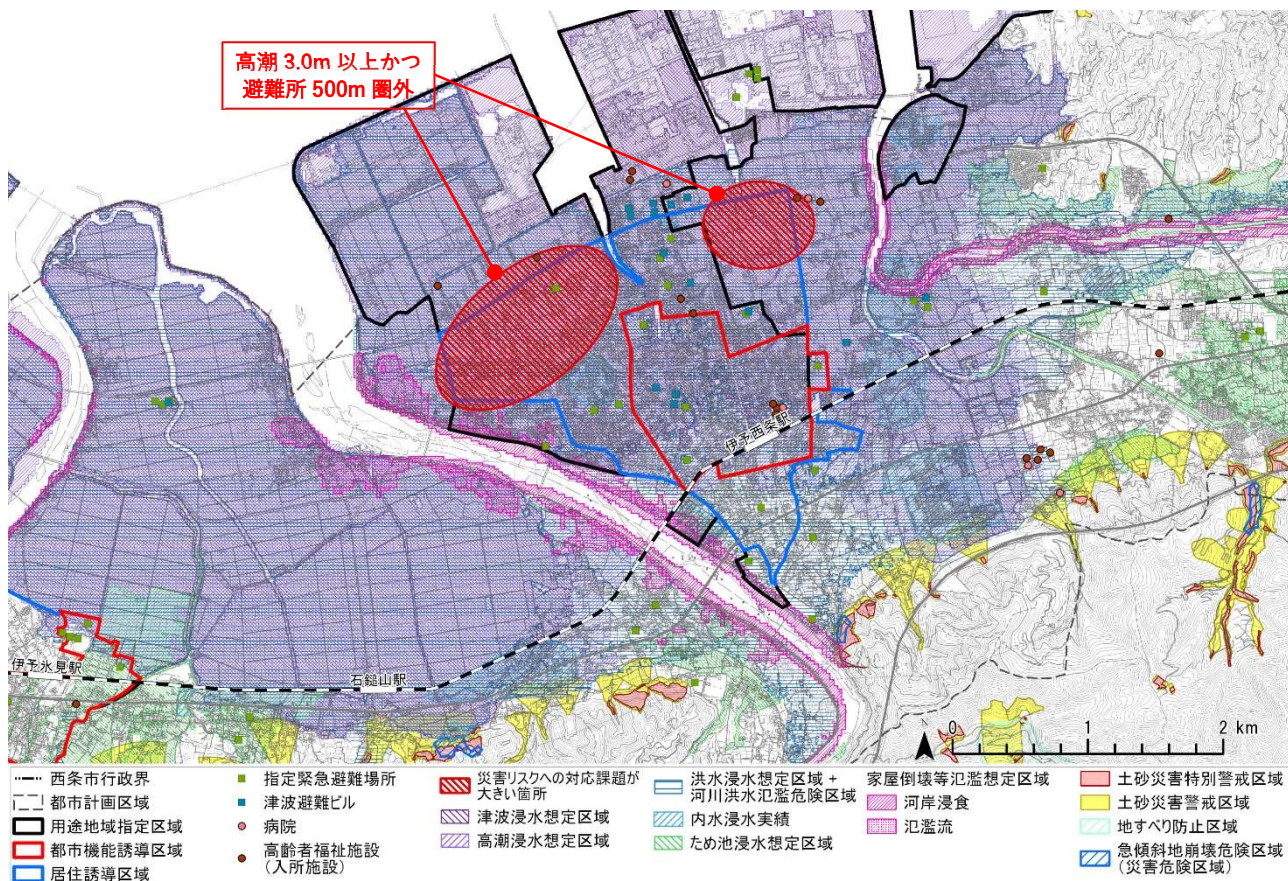 高潮 3.0m 以上かつ
避難所 500m 圏外
伊予西条駅
伊予氷見駅
石鎚山駅
0 1 2 km
西条市行政界
都市計画区域
用途地域指定区域
都市機能誘導区域
居住誘導区域
指定緊急避難場所
津波避難ビル
病院
高齢者福祉施設
(入所施設)
災害リスクへの対応課題が
大きい箇所
津波浸水想定区域
高潮浸水想定区域
洪水浸水想定区域 +
河川洪水氾濫危険区域
内水浸水実績
ため池浸水想定区域
家屋倒壊等氾濫想定区域
河岸浸食
氾濫流
土砂災害特別警戒区域
土砂災害警戒区域
地すべり防止区域
急傾斜地崩壊危険区域
(災害危険区域)